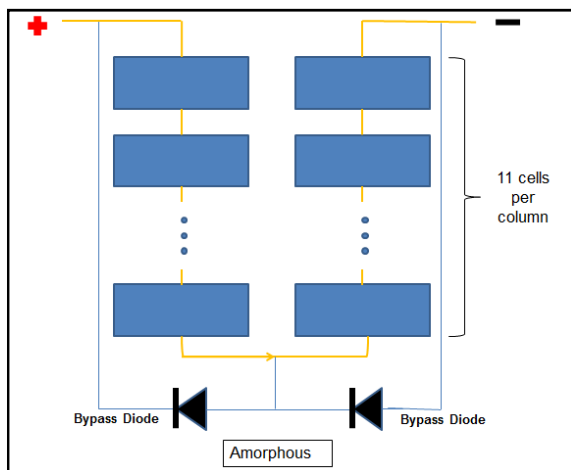 +
-
11 cells
per
column
Bypass Diode
Bypass Diode
Amorphous